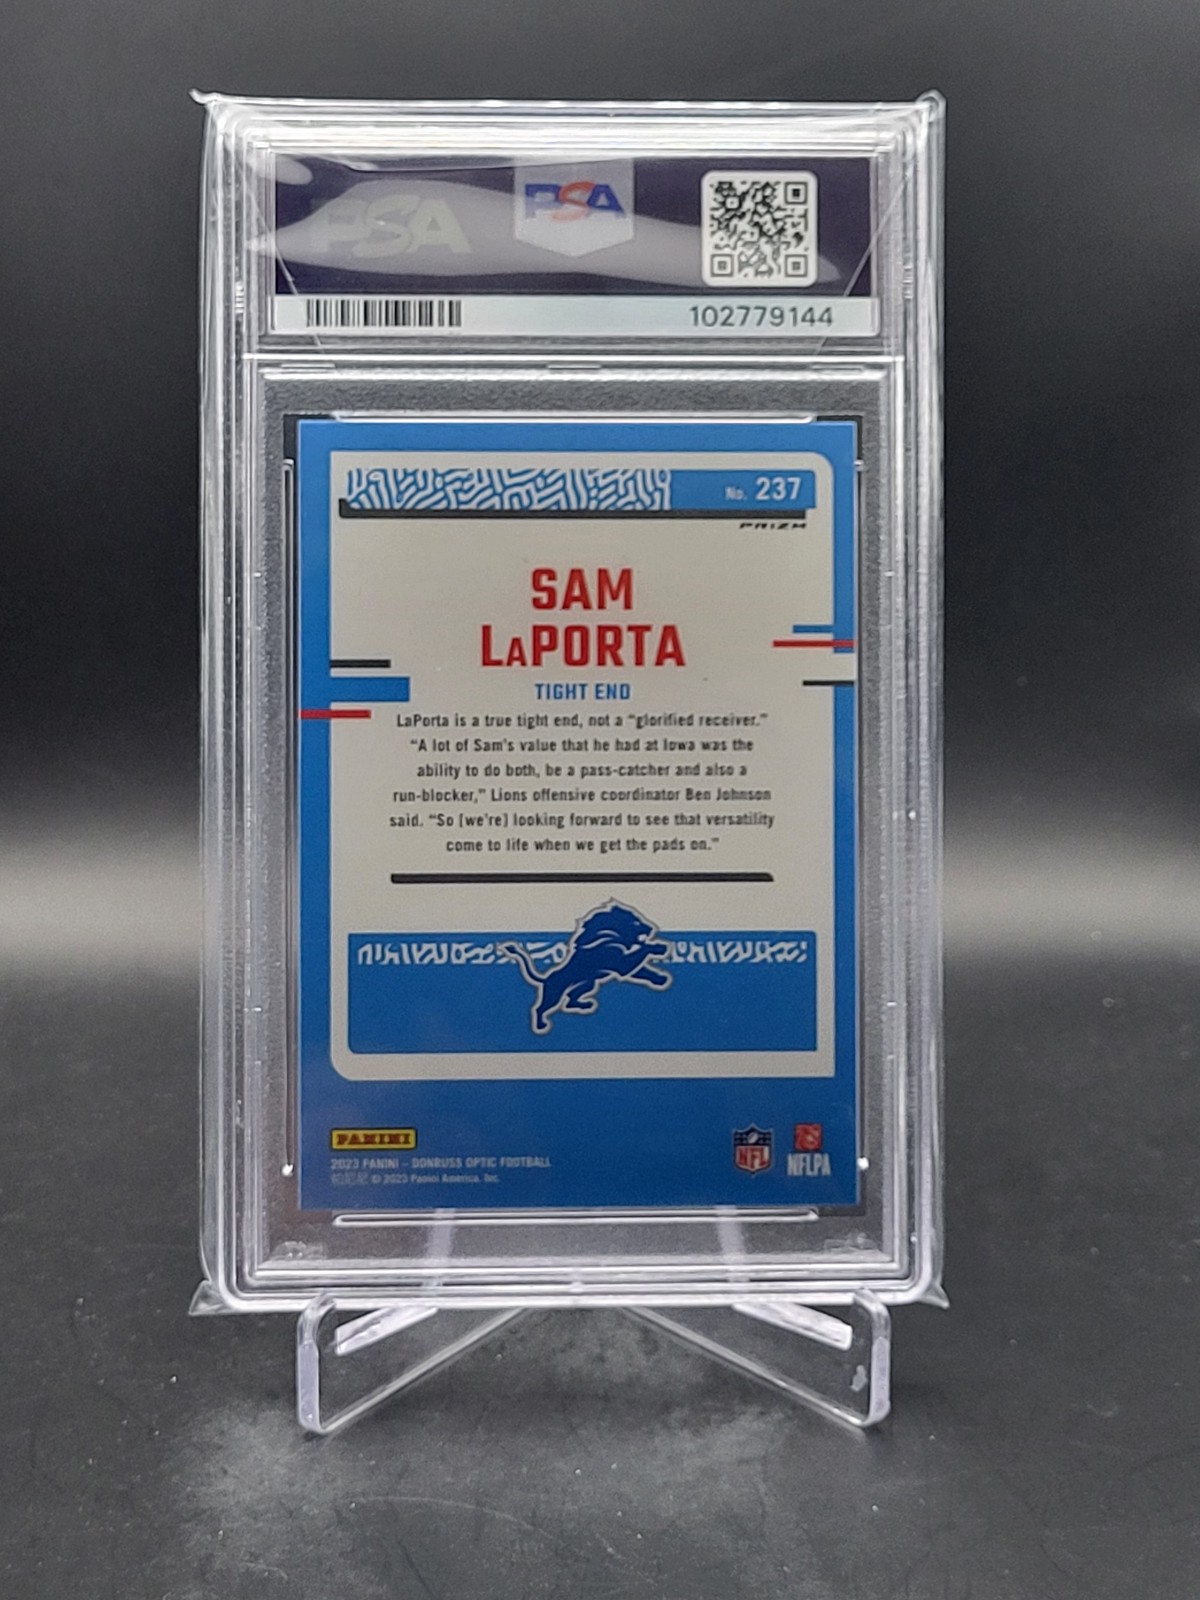 PSA
PSA
102779144
No. 237
PRIZM
SAM
LaPORTA
TIGHT END
LaPorta is a true tight end, not a “glorified receiver.”
“A lot of Sam's value that he had at Iowa was the
ability to do both, be a pass-catcher and also a
run-blocker,” Lions offensive coordinator Ben Johnson
said. “So [we're] looking forward to see that versatility
come to life when we get the pads on.”
PANINI
2023 PANINI – DONRUSS OPTIC FOOTBALL
© 2023 Panini America, Inc.
NFL
NFLPA